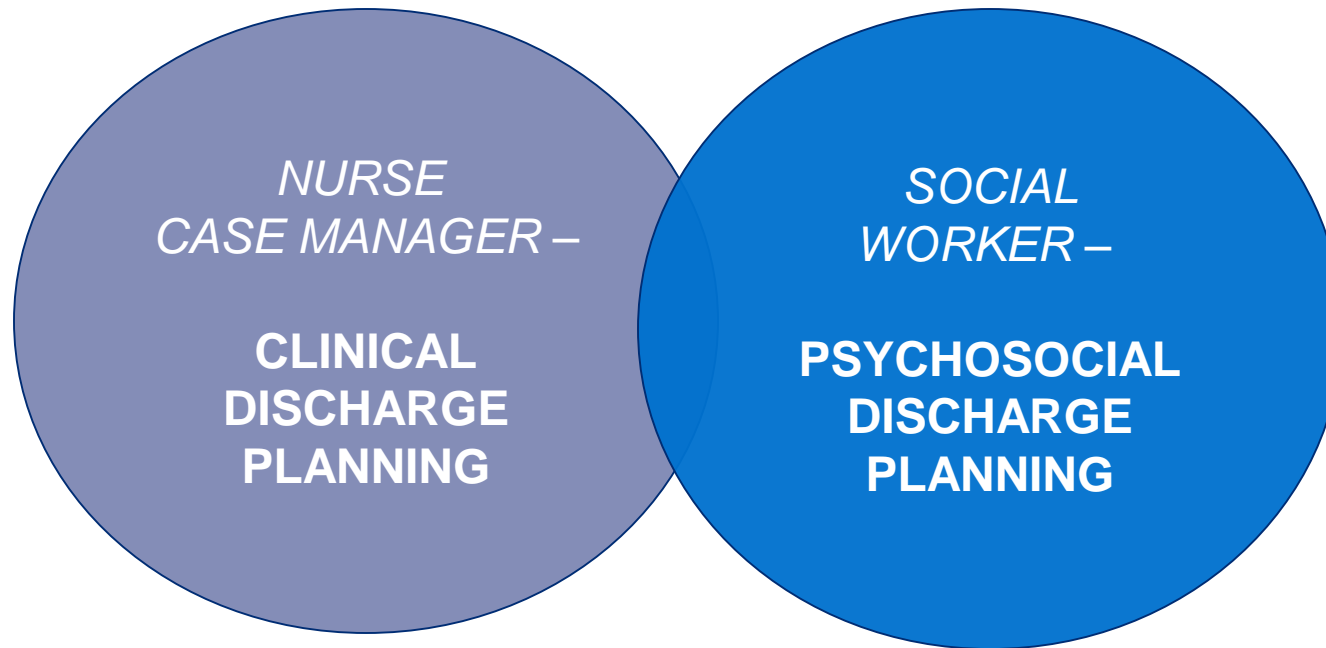 NURSE
CASE MANAGER –
CLINICAL
DISCHARGE
PLANNING
SOCIAL
WORKER –
PSYCHOSOCIAL
DISCHARGE
PLANNING